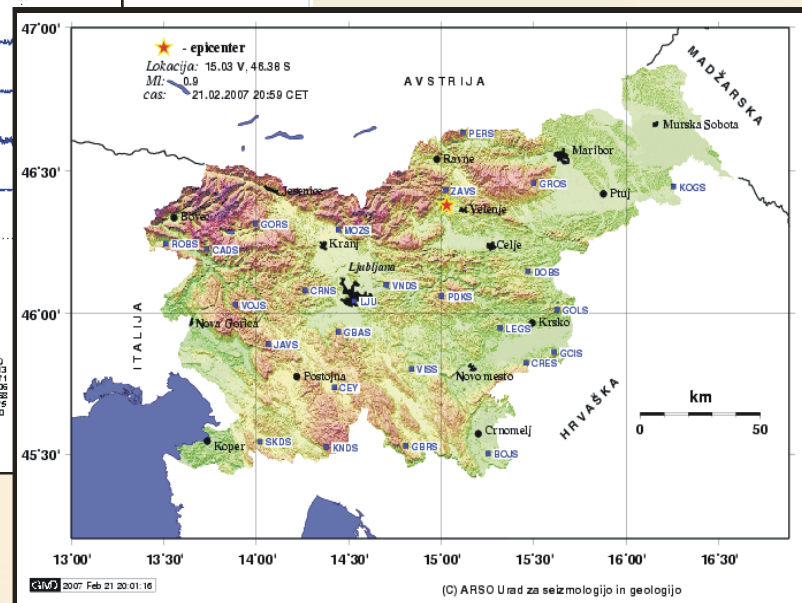 47°00'
- epicenter
Lokacija: 15.03 V, 46.38 S
Ml: 0.9
cas: 21.02.2007 20:59 CET
AVSTRIJA
MADŽARSKA
PERS
Murska Sobota
Maribor
Ravne
46°30'
ZAVS
GROS
KOGS
Jesenice
Ptuj
Velenje
Bovec
GORS
MOZS
ROBS
CADS
Kranj
Celje
Ljubljana
DOBS
CRNS
VNDS
PDKS
LJU
VOJS
GOLS
46°00'
Nova Gorica
Krsko
LEGS
GBAS
ITALIJA
JAVS
GCIS
CRES
VISS
Novo mesto
Postojna
CEY
HRVAŠKA
km
0 50
Crnomelj
Koper
SKDS
KNDS
GBRS
BOJS
45°30'
13°00' 13°30' 14°00' 14°30' 15°00' 15°30' 16°00' 16°30'
GMD 2007 Feb 21 20:01:16
(C) ARSO Urad za seizmologijo in geologijo